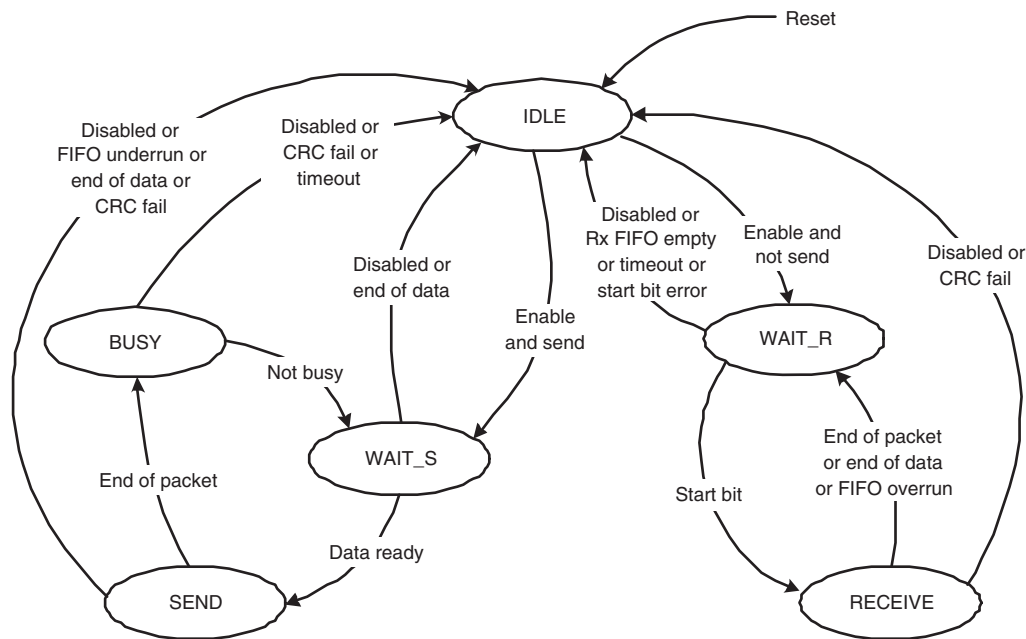 Reset
IDLE
Disabled or
FIFO underrun or
end of data or
CRC fail
Disabled or
CRC fail or
timeout
Disabled or
end of data
Enable
and send
Disabled or
Rx FIFO empty
or timeout or
start bit error
Enable and
not send
Disabled or
CRC fail
BUSY
WAIT_R
Not busy
WAIT_S
End of packet
Data ready
SEND
Start bit
End of packet
or end of data
or FIFO overrun
RECEIVE